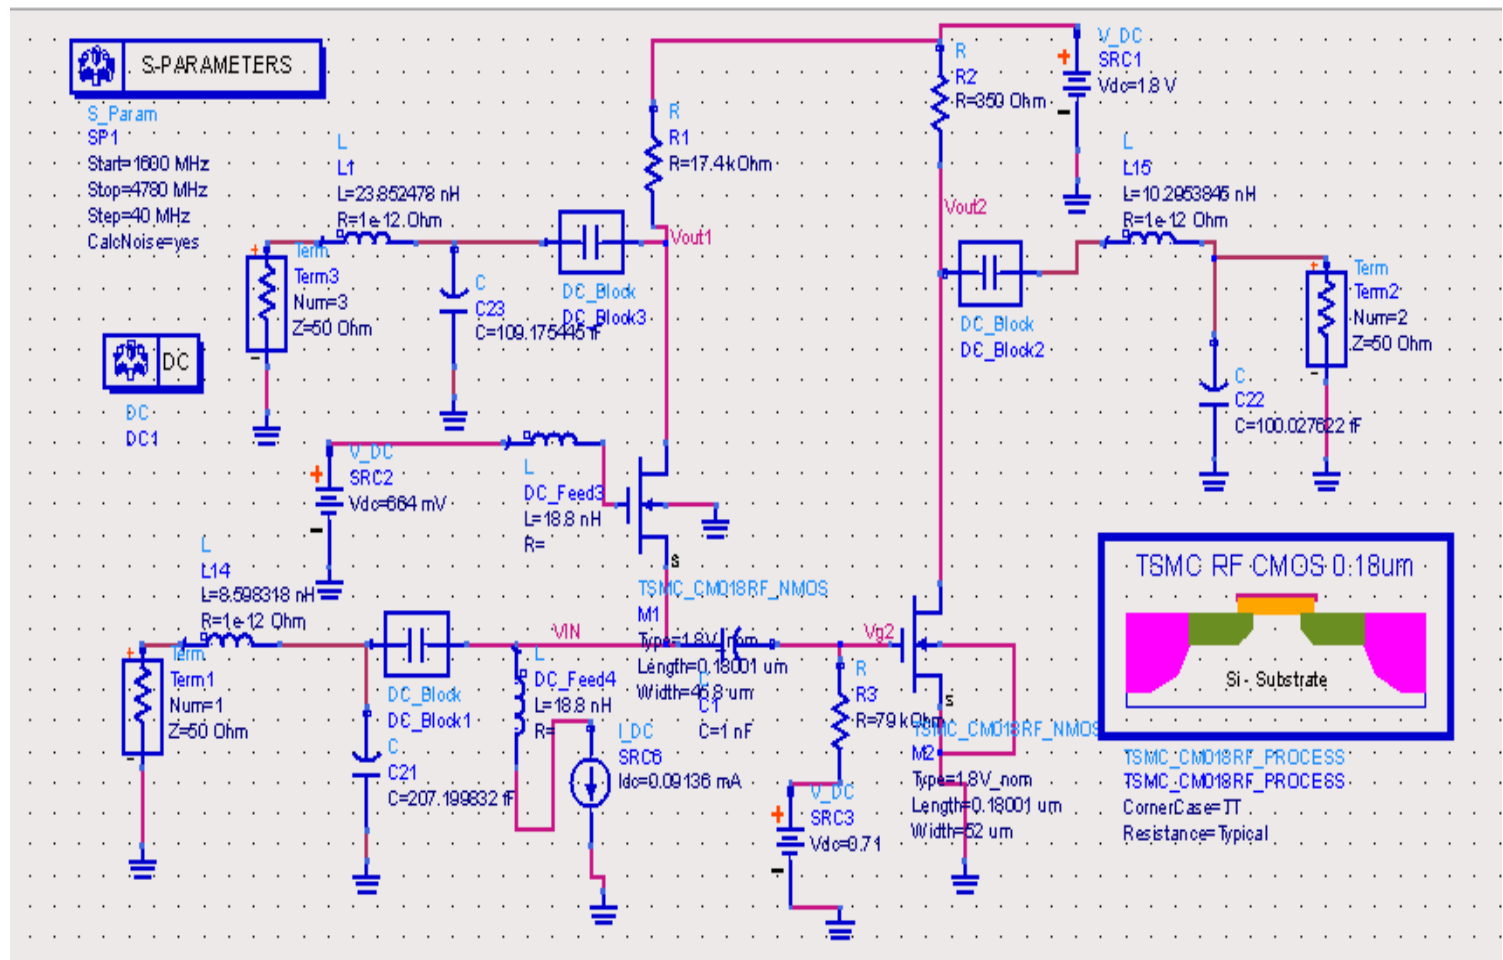 S-PARAMETERS
S_Param
SP1
Start=1600 MHz
Stop=4780 MHz
Step=40 MHz
CalcNoise=yes
L
L1
L=23.852478 nH
R=1e-12 Ohm
R
R1
R=17.4kOhm
R
R2
R=350 Ohm
V_DC
SRC1
Vdc=1.8 V
L
L15
L=10.2953845 nH
R=1e-12 Ohm
Vout1
Vout2
Term
Term3
Num=3
Z=50 Ohm
C
C23
C=109.175445 fF
DC_Block
DC_Block3
DC_Block
DC_Block2
Term
Term2
Num=2
Z=50 Ohm
C
C22
C=100.027622 fF
DC
DC
DC1
V_DC
SRC2
Vdc=664 mV
L
DC_Feed3
L=18.8 nH
R=
s
TSMC_CM018RF_NMOS
M1
Type=1.8V_nom
Length=0.18001 um
Width=45.8 um
L
L14
L=8.598318 nH
R=1e-12 Ohm
Term
Term1
Num=1
Z=50 Ohm
DC_Block
DC_Block1
C
C21
C=207.199832 fF
VIN
L
DC_Feed4
L=18.8 nH
R=
I_DC
SRC6
Idc=0.09136 mA
C
C1
C=1 nF
Vg2
R
R3
R=79 kOhm
V_DC
SRC3
Vdc=0.71
s
TSMC_CM018RF_NMOS
M2
Type=1.8V_nom
Length=0.18001 um
Width=52 um
TSMC RF CMOS 0.18um
Si - Substrate
TSMC_CM018RF_PROCESS
TSMC_CM018RF_PROCESS
CornerCase=TT
Resistance=Typical